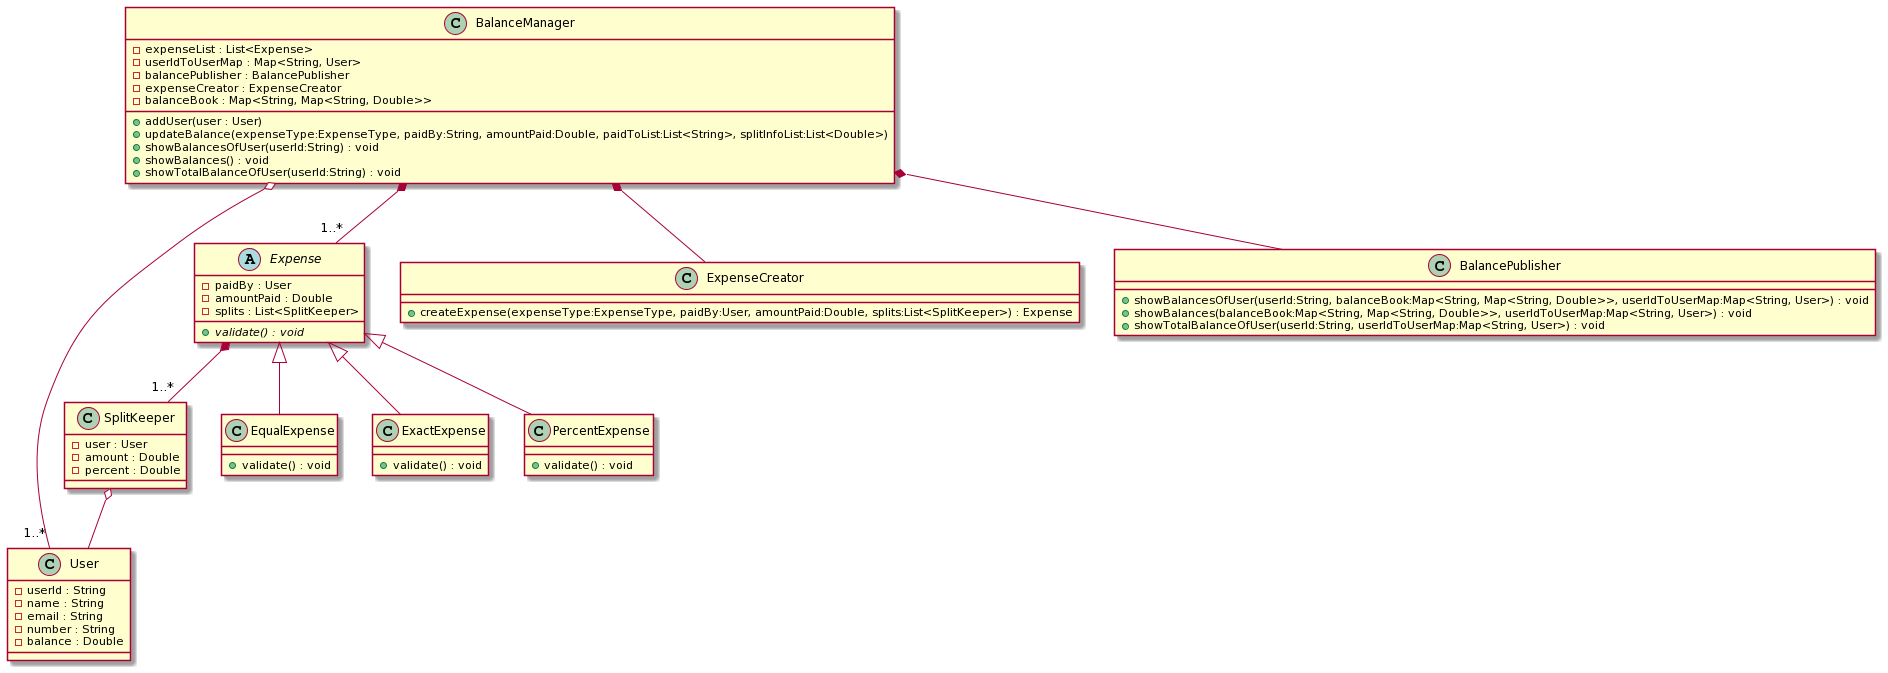 C BalanceManager
expenseList : List<Expense>
userIdToUserMap : Map<String, User>
balancePublisher : BalancePublisher
expenseCreator : ExpenseCreator
balanceBook : Map<String, Map<String, Double>>
addUser(user : User)
updateBalance(expenseType:ExpenseType, paidBy:String, amountPaid:Double, paidToList:List<String>, splitInfoList:List<Double>)
showBalancesOfUser(userId:String) : void
showBalances() : void
showTotalBalanceOfUser(userId:String) : void
1..*
A Expense
paidBy : User
amountPaid : Double
splits : List<SplitKeeper>
validate() : void
C ExpenseCreator
createExpense(expenseType:ExpenseType, paidBy:User, amountPaid:Double, splits:List<SplitKeeper>) : Expense
C BalancePublisher
showBalancesOfUser(userId:String, balanceBook:Map<String, Map<String, Double>>, userIdToUserMap:Map<String, User>) : void
showBalances(balanceBook:Map<String, Map<String, Double>>, userIdToUserMap:Map<String, User>) : void
showTotalBalanceOfUser(userId:String, userIdToUserMap:Map<String, User>) : void
1..*
C SplitKeeper
user : User
amount : Double
percent : Double
C EqualExpense
validate() : void
C ExactExpense
validate() : void
C PercentExpense
validate() : void
1..*
C User
userId : String
name : String
email : String
number : String
balance : Double